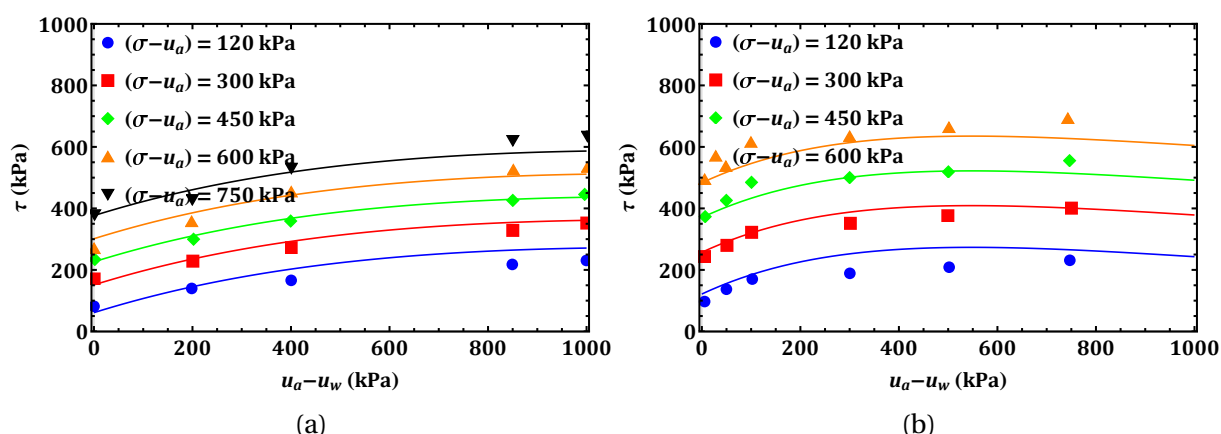 1000
800
600
400
200
0
τ (kPa)
(σ−uₐ) = 120 kPa
(σ−uₐ) = 300 kPa
(σ−uₐ) = 450 kPa
(σ−uₐ) = 600 kPa
(σ−uₐ) = 750 kPa
0 200 400 600 800 1000
uₐ−u_w (kPa)
(a)
1000
800
600
400
200
0
τ (kPa)
(σ−uₐ) = 120 kPa
(σ−uₐ) = 300 kPa
(σ−uₐ) = 450 kPa
(σ−uₐ) = 600 kPa
0 200 400 600 800 1000
uₐ−u_w (kPa)
(b)